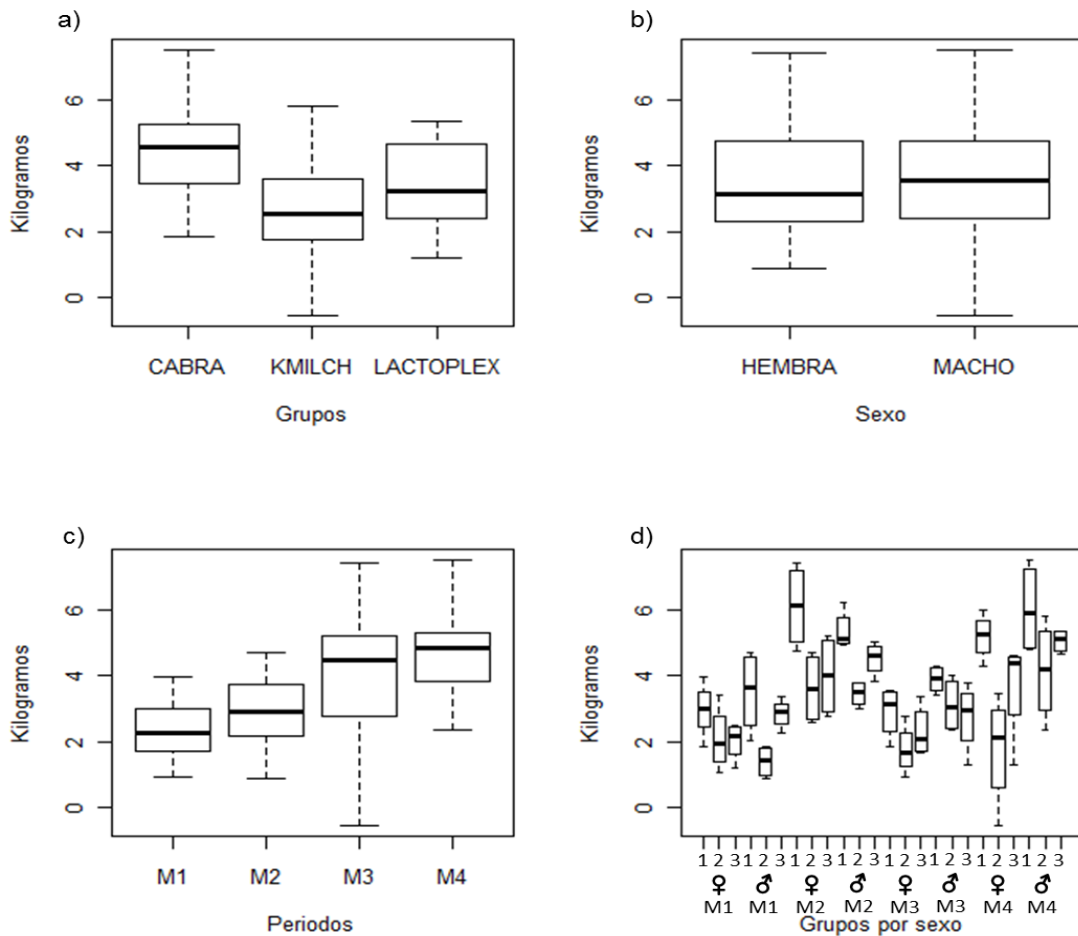 a)
Kilogramos
6
4
2
0
CABRA KMILCH LACTOPLEX
Grupos
b)
Kilogramos
6
4
2
0
HEMBRA MACHO
Sexo
c)
Kilogramos
6
4
2
0
M1 M2 M3 M4
Periodos
d)
Kilogramos
6
4
2
0
1 2 3 1 2 3 1 2 3 1 2 3 1 2 3 1 2 3 1 2 3 1 2 3
♀ ♂ ♀ ♂ ♀ ♂ ♀ ♂
M1 M1 M2 M2 M3 M3 M4 M4
Grupos por sexo